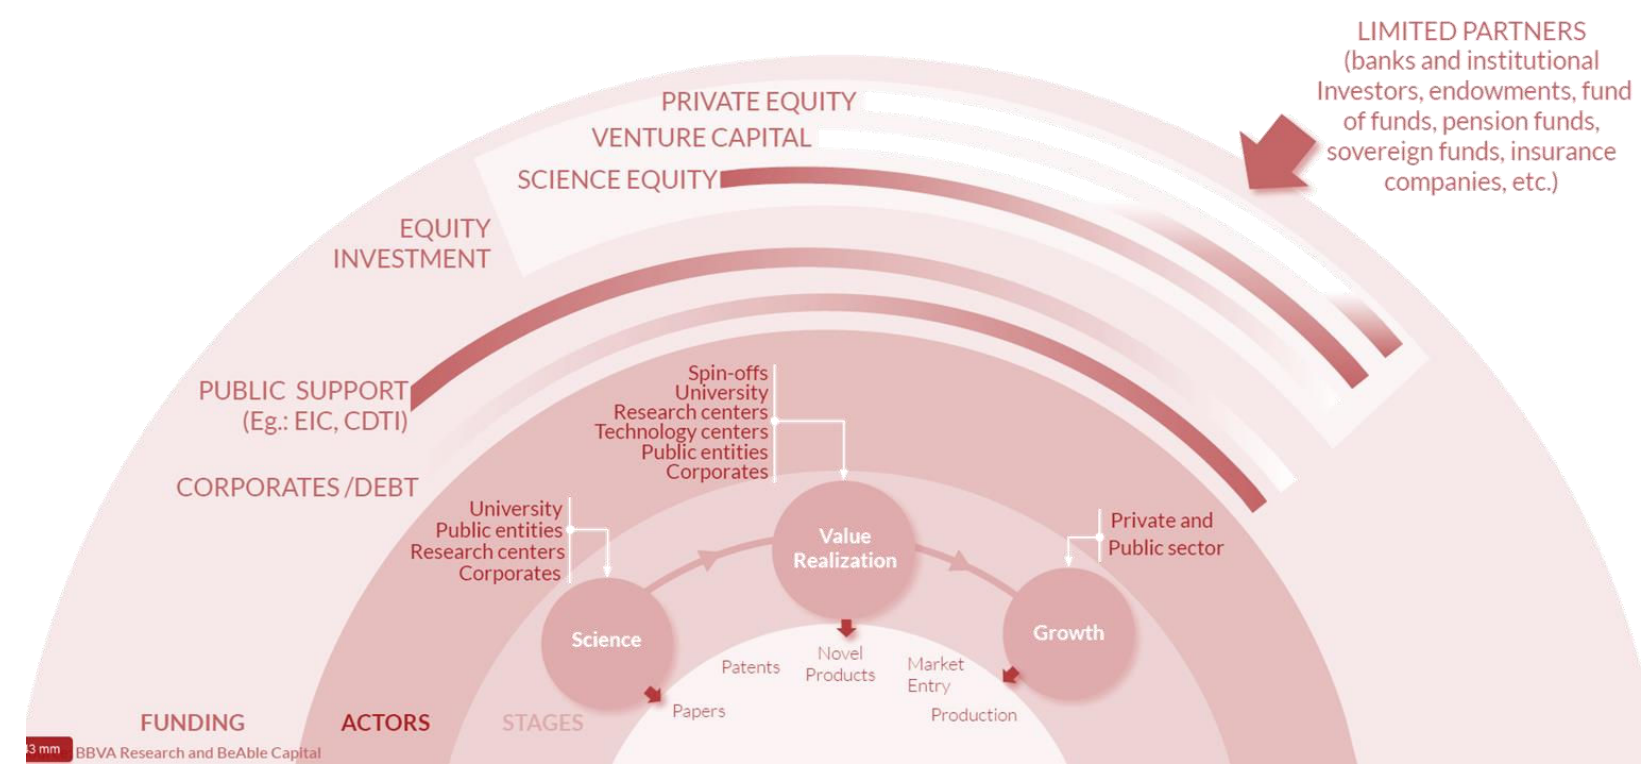 LIMITED PARTNERS
(banks and institutional
Investors, endowments, fund
of funds, pension funds,
sovereign funds, insurance
companies, etc.)
PRIVATE EQUITY
VENTURE CAPITAL
SCIENCE EQUITY
EQUITY
INVESTMENT
PUBLIC SUPPORT
(Eg.: EIC, CDTI)
CORPORATES /DEBT
Spin-offs
University
Research centers
Technology centers
Public entities
Corporates
University
Public entities
Research centers
Corporates
Private and
Public sector
Value
Realization
Science
Growth
Patents
Novel
Products
Market
Entry
Papers
Production
FUNDING
ACTORS
STAGES
3 mm
BBVA Research and BeAble Capital